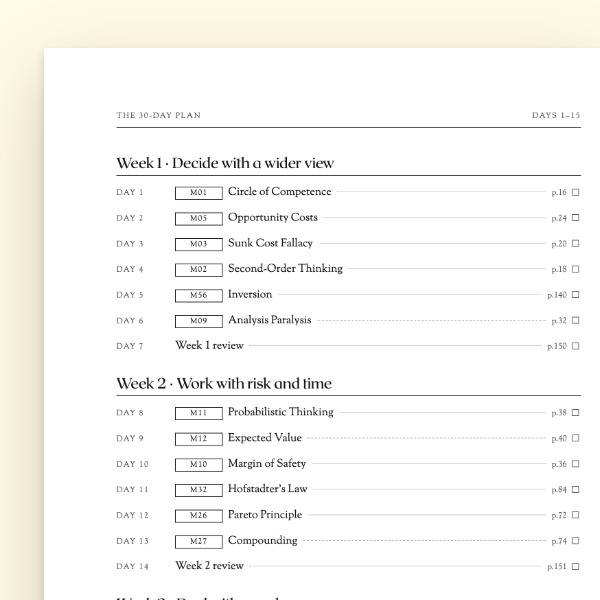 THE 30-DAY PLAN DAYS 1–15
Week 1 · Decide with a wider view
DAY 1 M01 Circle of Competence p.16
DAY 2 M05 Opportunity Costs p.24
DAY 3 M03 Sunk Cost Fallacy p.20
DAY 4 M02 Second-Order Thinking p.18
DAY 5 M56 Inversion p.140
DAY 6 M09 Analysis Paralysis p.32
DAY 7 Week 1 review p.150
Week 2 · Work with risk and time
DAY 8 M11 Probabilistic Thinking p.38
DAY 9 M12 Expected Value p.40
DAY 10 M10 Margin of Safety p.36
DAY 11 M32 Hofstadter's Law p.84
DAY 12 M26 Pareto Principle p.72
DAY 13 M27 Compounding p.74
DAY 14 Week 2 review p.151